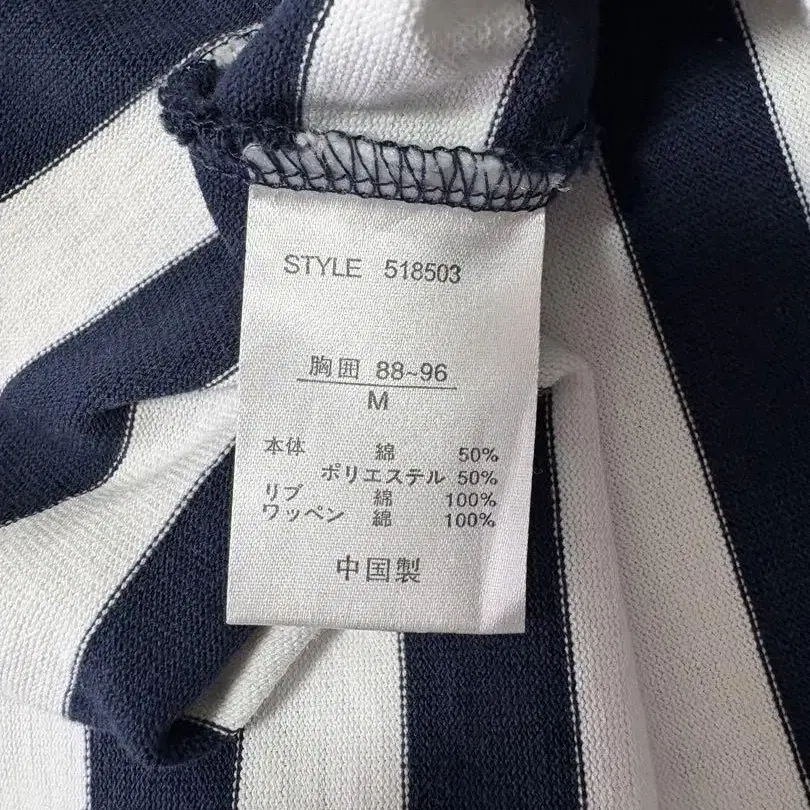 STYLE 518503
胸囲 88~96
M
本体 綿 50%
ポリエステル 50%
リブ 綿 100%
ワッペン 綿 100%
中国製